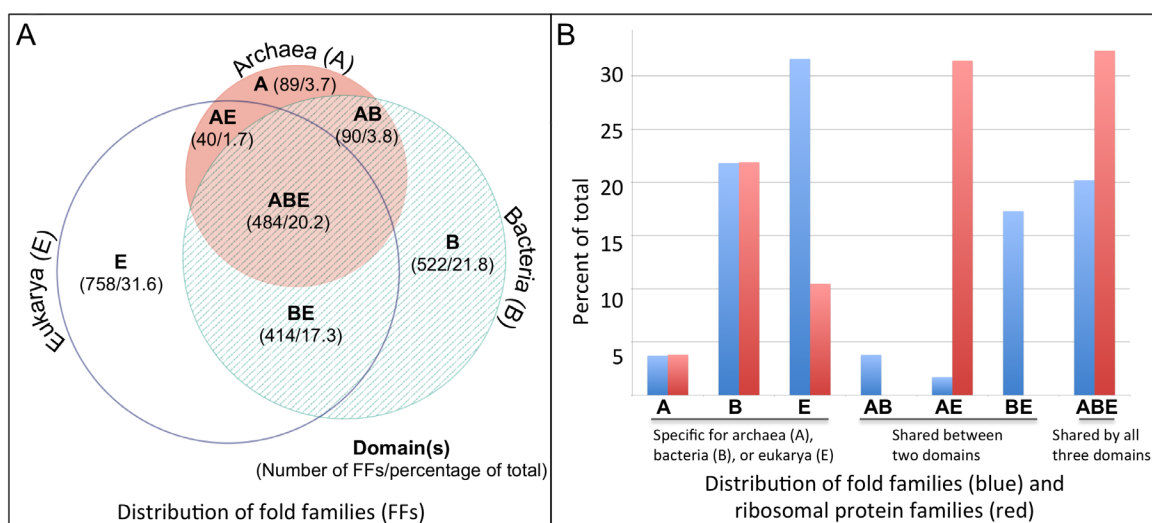 A
Archaea (A)
A (89/3.7)
AE
(40/1.7)
AB
(90/3.8)
ABE
(484/20.2)
Eukarya (E)
E
(758/31.6)
B
(522/21.8)
Bacteria (B)
BE
(414/17.3)
Domain(s)
(Number of FFs/percentage of total)
Distribution of fold families (FFs)
B
Percent of total
30
25
20
15
10
5
A B E AB AE BE ABE
Specific for archaea (A),
bacteria (B), or eukarya (E)
Shared between
two domains
Shared by all
three domains
Distribution of fold families (blue) and
ribosomal protein families (red)